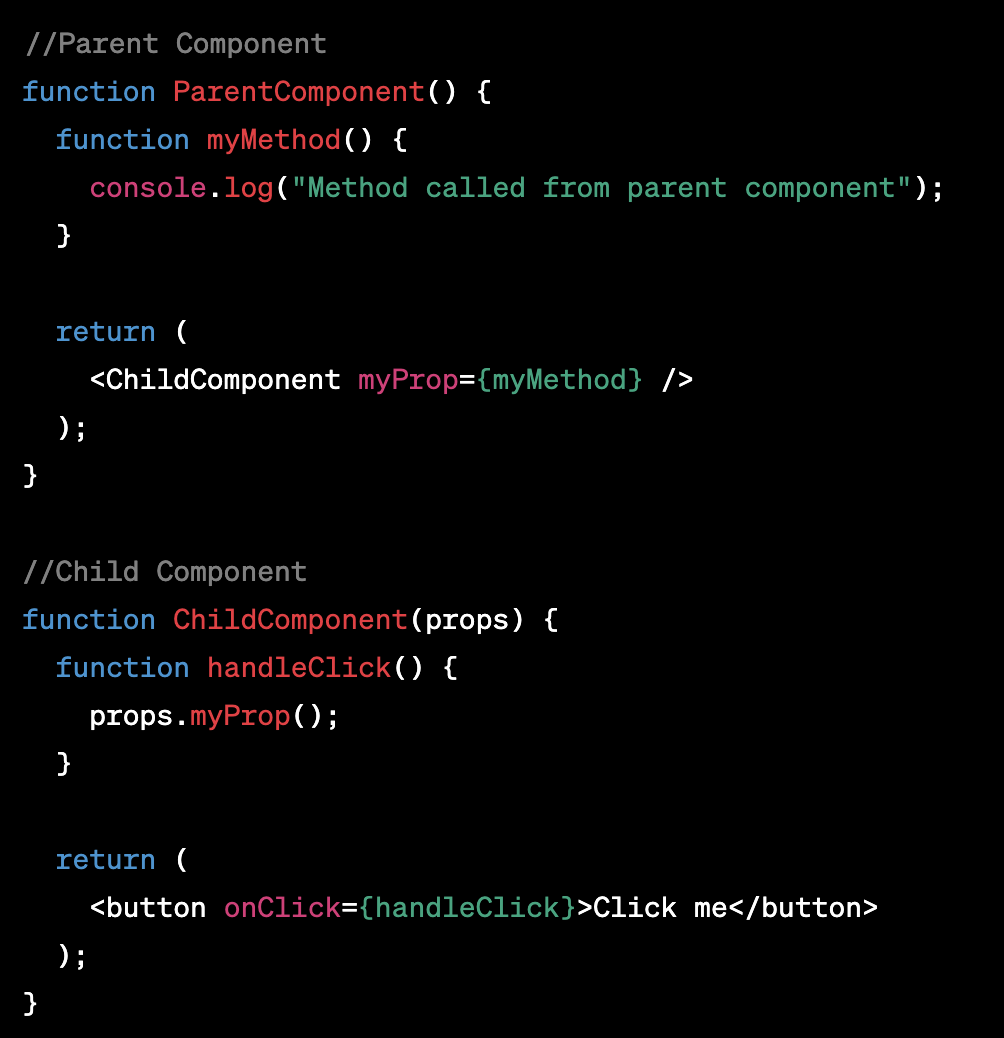 //Parent Component
function ParentComponent() {
  function myMethod() {
    console.log("Method called from parent component");
  }

  return (
    <ChildComponent myProp={myMethod} />
  );
}

//Child Component
function ChildComponent(props) {
  function handleClick() {
    props.myProp();
  }

  return (
    <button onClick={handleClick}>Click me</button>
  );
}